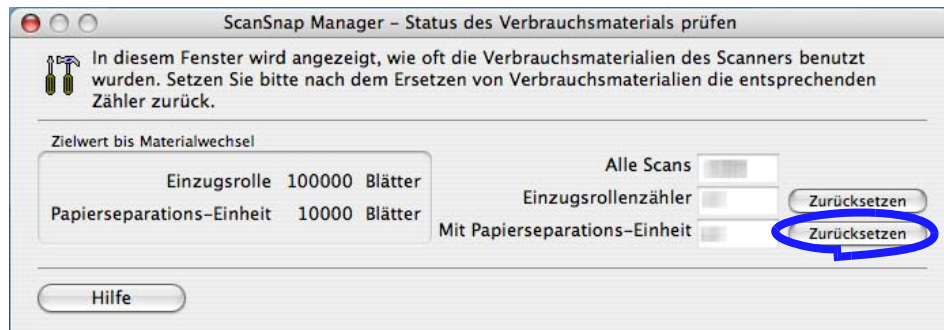 ScanSnap Manager – Status des Verbrauchsmaterials prüfen
In diesem Fenster wird angezeigt, wie oft die Verbrauchsmaterialien des Scanners benutzt
wurden. Setzen Sie bitte nach dem Ersetzen von Verbrauchsmaterialien die entsprechenden
Zähler zurück.
Zielwert bis Materialwechsel
Einzugsrolle 100000 Blätter
Papierseparations-Einheit 10000 Blätter
Alle Scans
Einzugsrollenzähler Zurücksetzen
Mit Papierseparations-Einheit Zurücksetzen
Hilfe